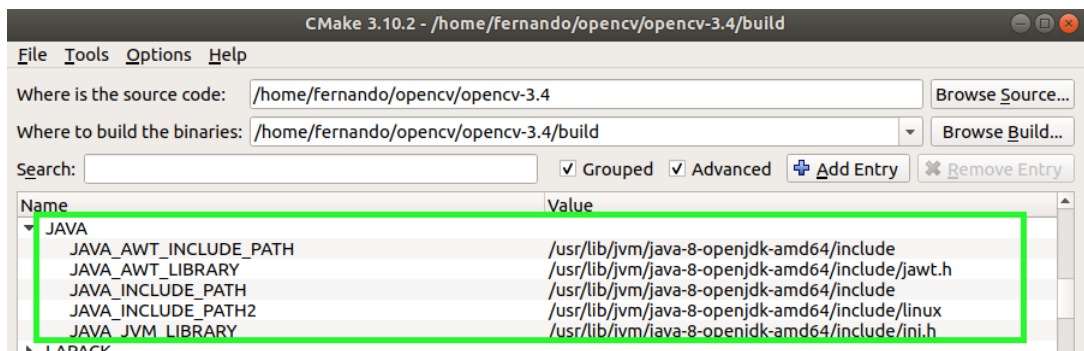 CMake 3.10.2 - /home/fernando/opencv/opencv-3.4/build
File Tools Options Help
Where is the source code: /home/fernando/opencv/opencv-3.4 Browse Source...
Where to build the binaries: /home/fernando/opencv/opencv-3.4/build Browse Build...
Search: Grouped Advanced Add Entry Remove Entry
Name Value
JAVA
JAVA_AWT_INCLUDE_PATH /usr/lib/jvm/java-8-openjdk-amd64/include
JAVA_AWT_LIBRARY /usr/lib/jvm/java-8-openjdk-amd64/include/jawt.h
JAVA_INCLUDE_PATH /usr/lib/jvm/java-8-openjdk-amd64/include
JAVA_INCLUDE_PATH2 /usr/lib/jvm/java-8-openjdk-amd64/include/linux
JAVA_JVM_LIBRARY /usr/lib/jvm/java-8-openjdk-amd64/include/jni.h
LAPACK